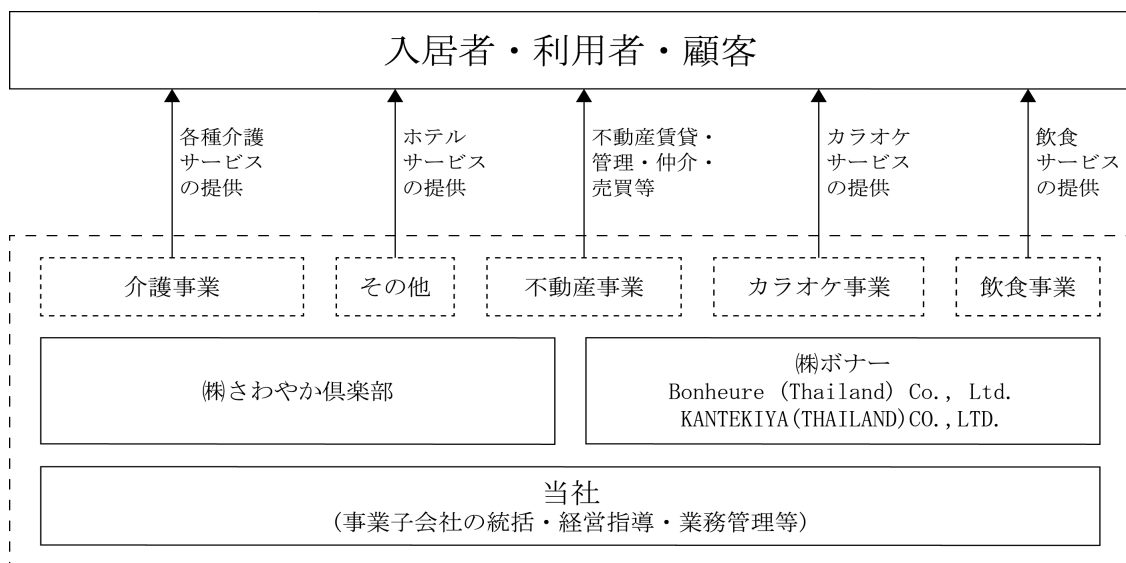 入居者・利用者・顧客
各種介護
サービス
の提供
ホテル
サービス
の提供
不動産賃貸・
管理・仲介・
売買等
カラオケ
サービス
の提供
飲食
サービス
の提供
介護事業
その他
不動産事業
カラオケ事業
飲食事業
㈱さわやか倶楽部
㈱ボナー
Bonheure (Thailand) Co., Ltd.
KANTEKIYA(THAILAND)CO.,LTD.
当社
(事業子会社の統括・経営指導・業務管理等)